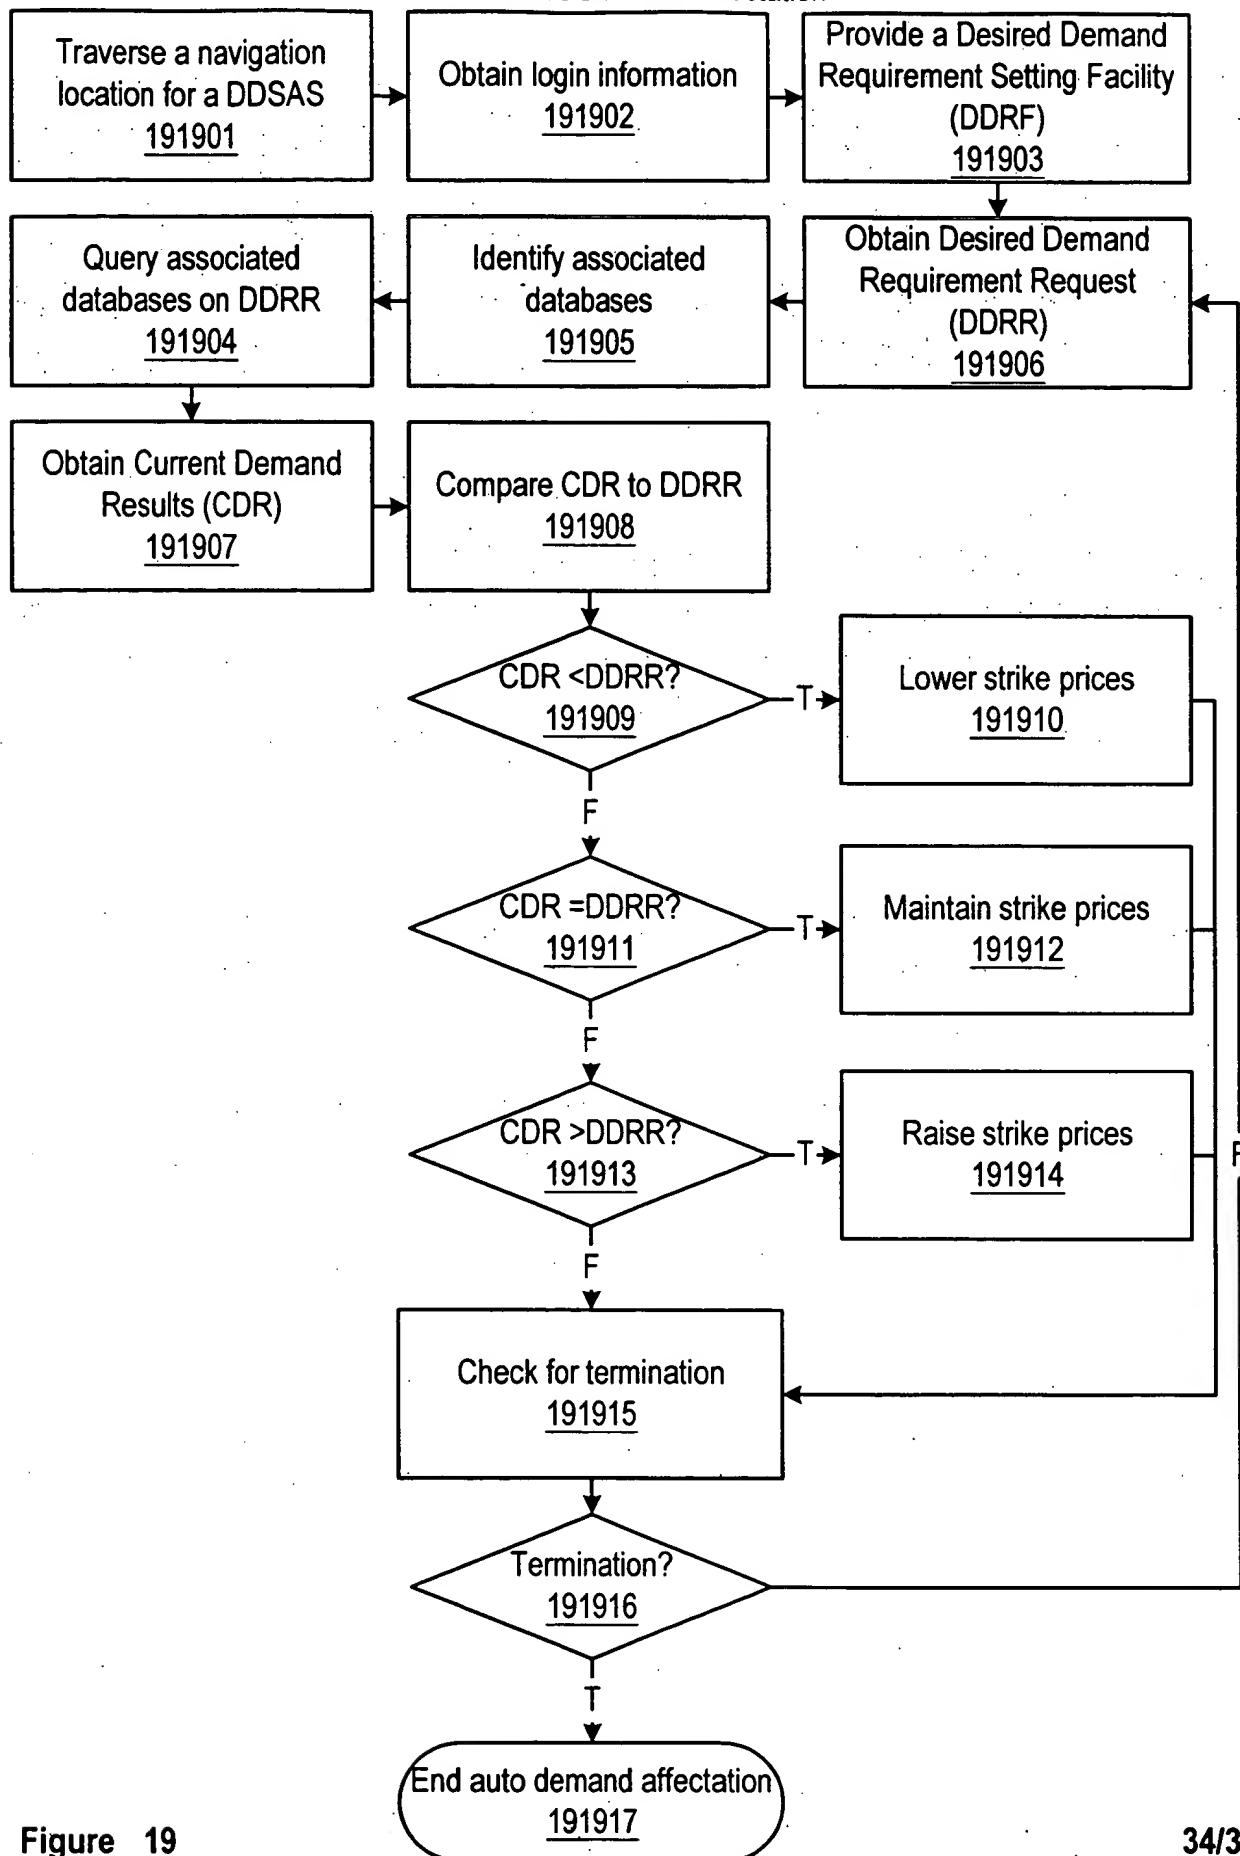 Traverse a navigation
location for a DDSAS
191901
Obtain login information
191902
Provide a Desired Demand
Requirement Setting Facility
(DDRF)
191903
Query associated
databases on DDRR
191904
Identify associated
databases
191905
Obtain Desired Demand
Requirement Request
(DDRR)
191906
Obtain Current Demand
Results (CDR)
191907
Compare CDR to DDRR
191908
CDR <DDRR?
191909
T
Lower strike prices
191910
F
CDR =DDRR?
191911
T
Maintain strike prices
191912
F
CDR >DDRR?
191913
T
Raise strike prices
191914
F
F
Check for termination
191915
Termination?
191916
T
End auto demand affectation
191917
Figure 19
34/3